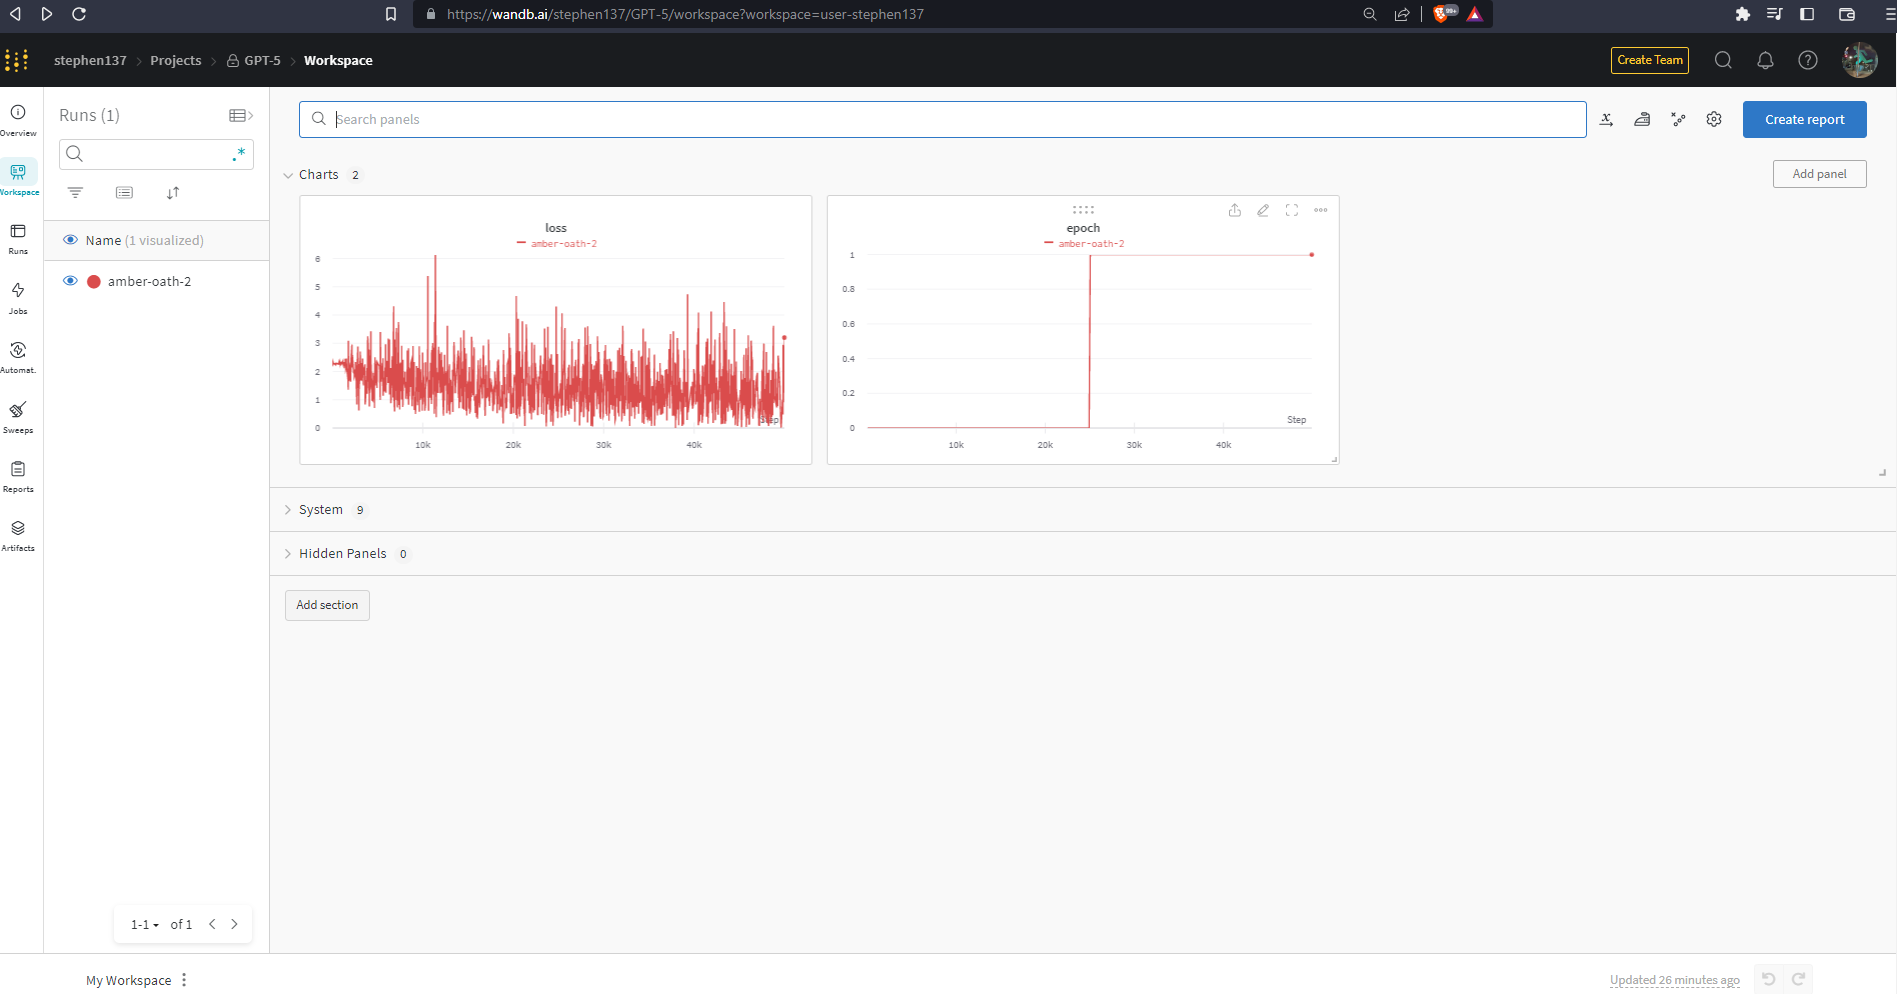 https://wandb.ai/stephen137/GPT-5/workspace?workspace=user-stephen137
99+
stephen137 > Projects > GPT-5 > Workspace
Create Team
Overview
Workspace
Runs
Jobs
Automat.
Sweeps
Reports
Artifacts
Runs (1)
.*
Name (1 visualized)
amber-oath-2
1-1 of 1
Search panels
Create report
Charts 2
Add panel
loss
amber-oath-2
6
5
4
3
2
1
0
10k 20k 30k 40k
Step
epoch
amber-oath-2
1
0.8
0.6
0.4
0.2
0
10k 20k 30k 40k
Step
System 9
Hidden Panels 0
Add section
My Workspace
Updated 26 minutes ago